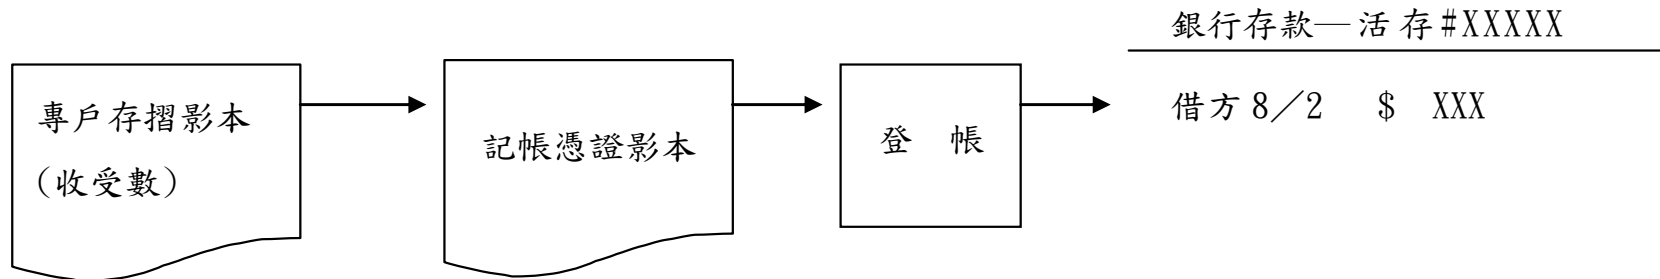 銀行存款—活存#XXXXX
專戶存摺影本
(收受數)
記帳憑證影本
登 帳
借方 8／2 $ XXX